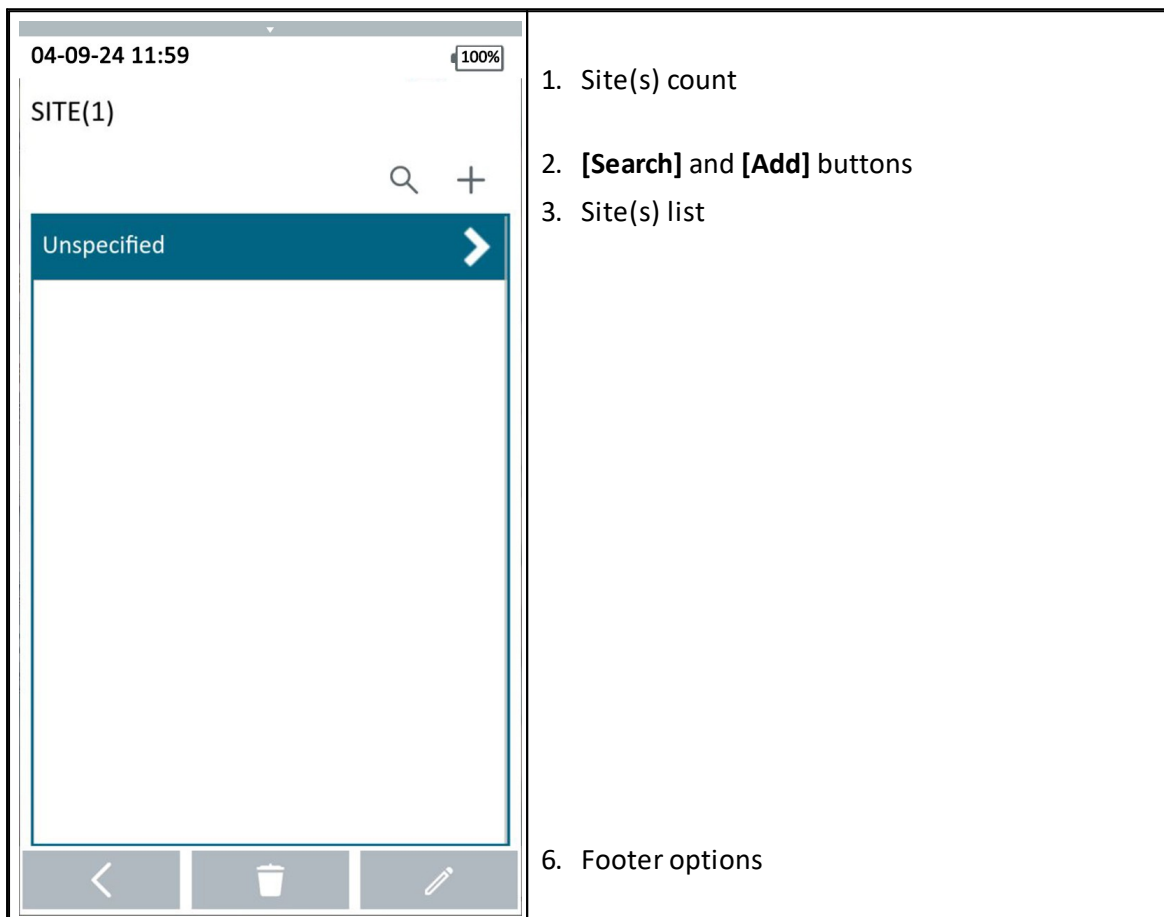 04-09-24 11:59
100%
SITE(1)
Unspecified
1. Site(s) count
2. [Search] and [Add] buttons
3. Site(s) list
6. Footer options